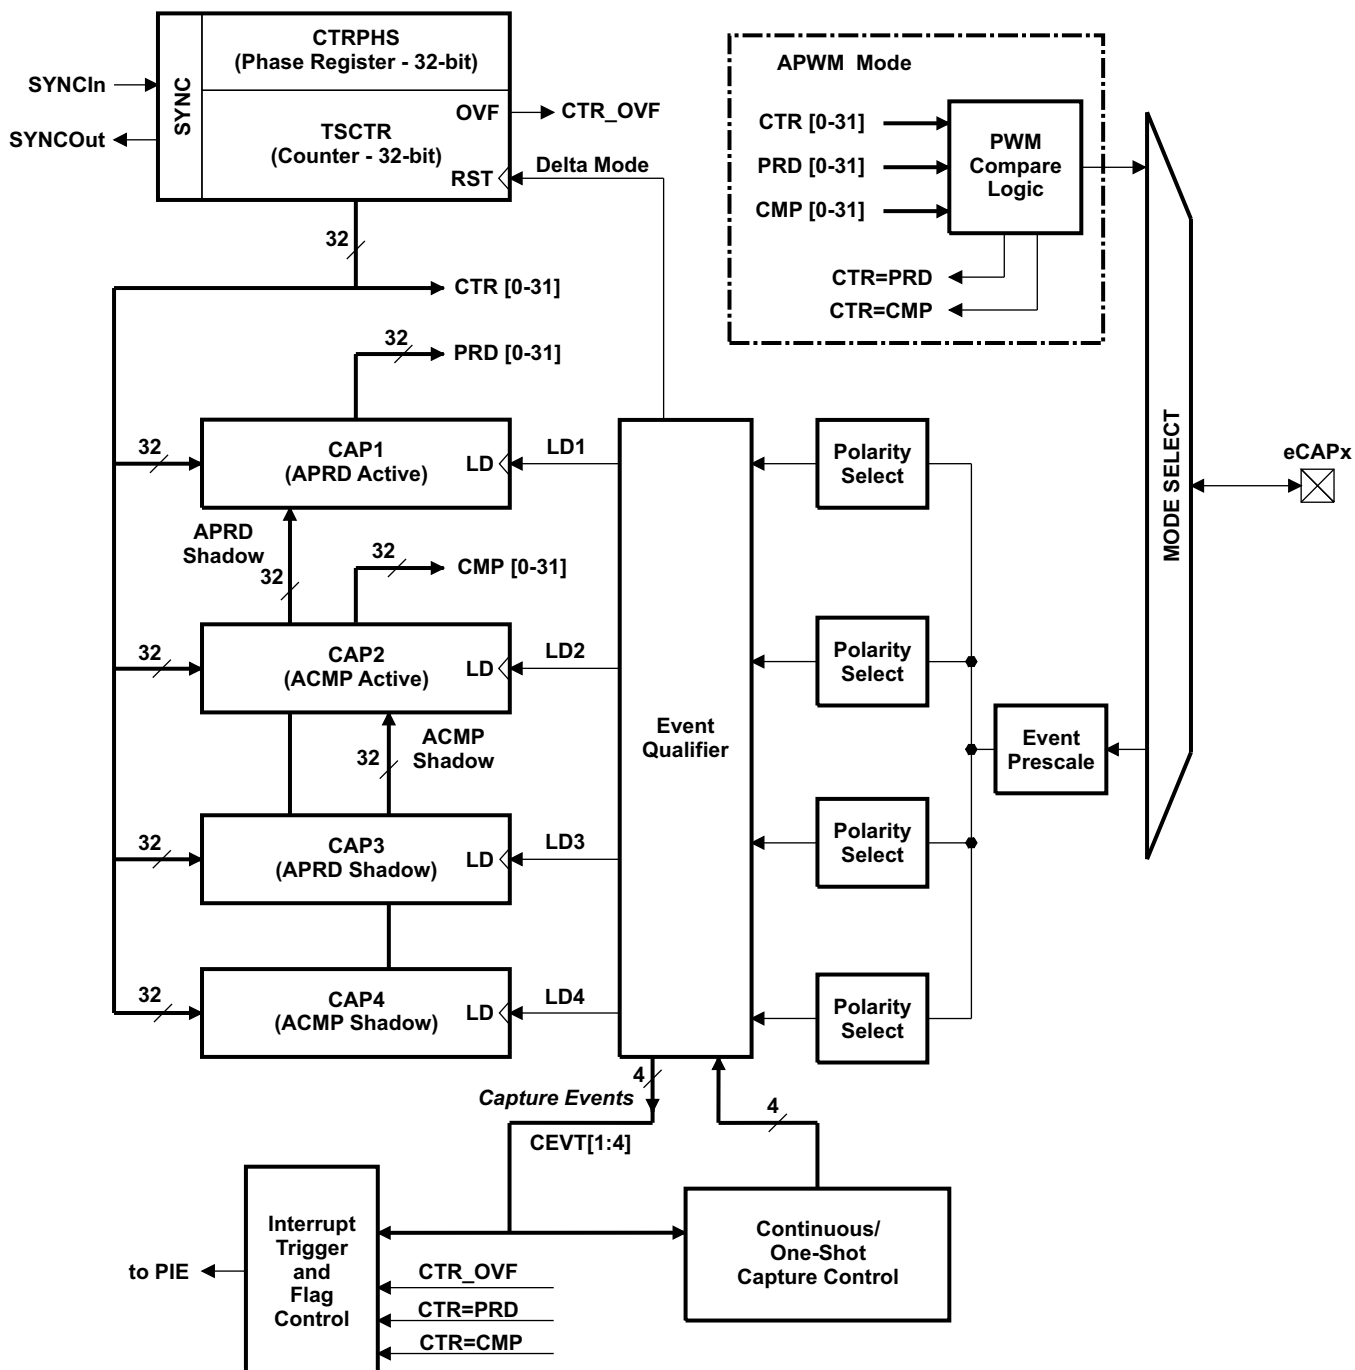 CTRPHS
(Phase Register - 32-bit)
SYNC
SYNCIn
SYNCOut
OVF
CTR_OVF
TSCTR
(Counter - 32-bit)
RST
Delta Mode
APWM Mode
CTR [0-31]
PRD [0-31]
CMP [0-31]
PWM
Compare
Logic
CTR=PRD
CTR=CMP
32
CTR [0-31]
32
PRD [0-31]
32
CAP1
(APRD Active)
LD
LD1
Polarity
Select
MODE SELECT
eCAPx
APRD
Shadow
32
32
CMP [0-31]
32
CAP2
(ACMP Active)
LD
LD2
Polarity
Select
ACMP
Shadow
32
Event
Qualifier
Event
Prescale
32
CAP3
(APRD Shadow)
LD
LD3
Polarity
Select
32
CAP4
(ACMP Shadow)
LD
LD4
Polarity
Select
4
Capture Events
CEVT[1:4]
4
Interrupt
Trigger
and
Flag
Control
to PIE
CTR_OVF
CTR=PRD
CTR=CMP
Continuous/
One-Shot
Capture Control